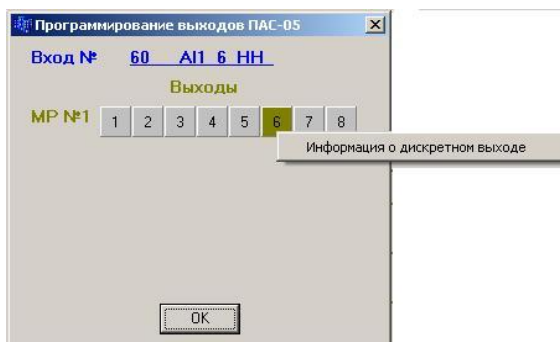 Программирование выходов ПАС-05
Вход № 60 AI1 6 HH
Выходы
МР №1 1 2 3 4 5 6 7 8
Информация о дискретном выходе
OK